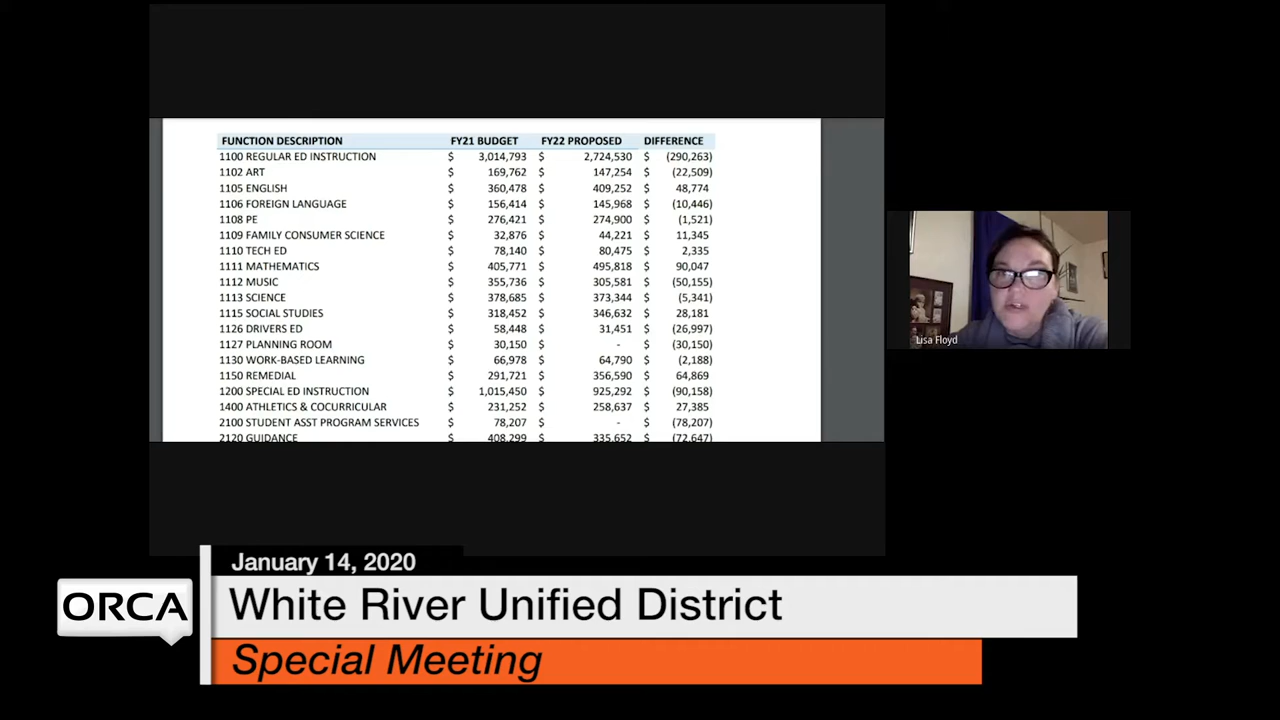 FUNCTION DESCRIPTION FY21 BUDGET FY22 PROPOSED DIFFERENCE
1100 REGULAR ED INSTRUCTION $ 3,014,793 $ 2,724,530 $ (290,263)
1102 ART $ 169,762 $ 147,254 $ (22,509)
1105 ENGLISH $ 360,478 $ 409,252 $ 48,774
1106 FOREIGN LANGUAGE $ 156,414 $ 145,968 $ (10,446)
1108 PE $ 276,421 $ 274,900 $ (1,521)
1109 FAMILY CONSUMER SCIENCE $ 32,876 $ 44,221 $ 11,345
1110 TECH ED $ 78,140 $ 80,475 $ 2,335
1111 MATHEMATICS $ 405,771 $ 495,818 $ 90,047
1112 MUSIC $ 355,736 $ 305,581 $ (50,155)
1113 SCIENCE $ 378,685 $ 373,344 $ (5,341)
1115 SOCIAL STUDIES $ 318,452 $ 346,632 $ 28,181
1126 DRIVERS ED $ 58,448 $ 31,451 $ (26,997)
1127 PLANNING ROOM $ 30,150 $ - $ (30,150)
1130 WORK-BASED LEARNING $ 66,978 $ 64,790 $ (2,188)
1150 REMEDIAL $ 291,721 $ 356,590 $ 64,869
1200 SPECIAL ED INSTRUCTION $ 1,015,450 $ 925,292 $ (90,158)
1400 ATHLETICS & COCURRICULAR $ 231,252 $ 258,637 $ 27,385
2100 STUDENT ASST PROGRAM SERVICES $ 78,207 $ - $ (78,207)
2120 GUIDANCE $ 408,299 $ 335,652 $ (72,647)
Lisa Floyd
January 14, 2020
ORCA
White River Unified District
Special Meeting